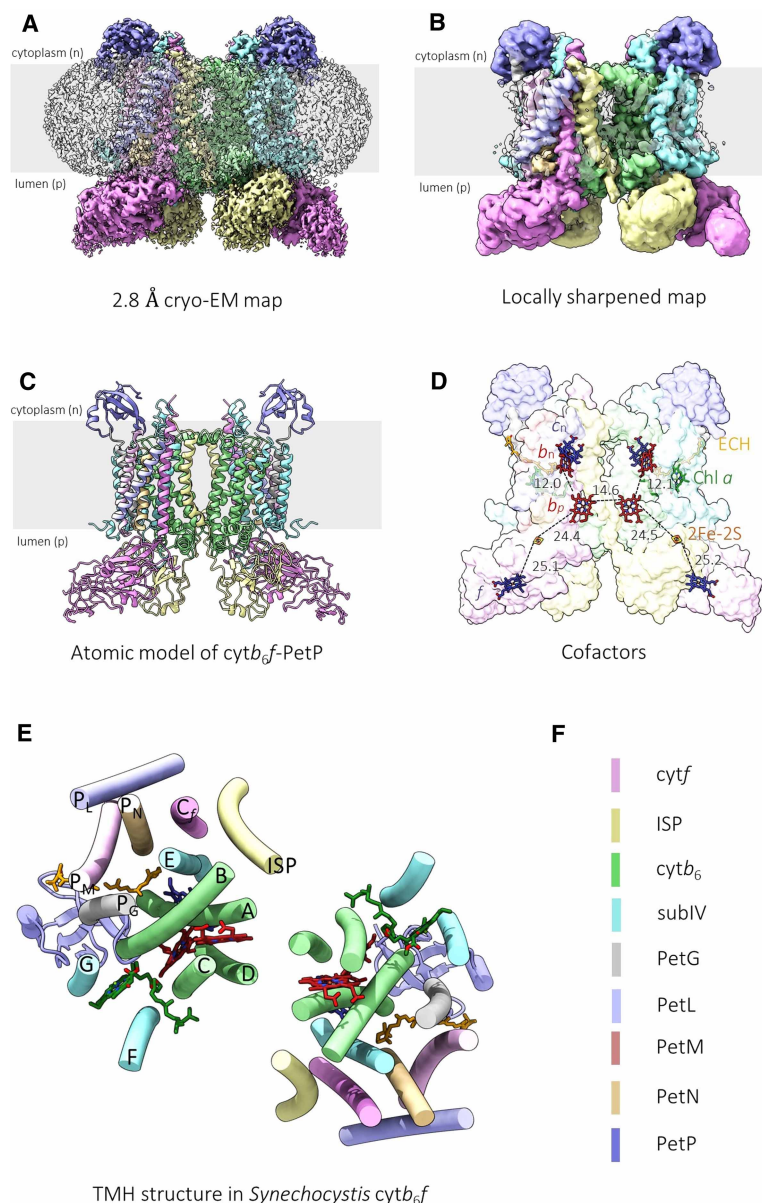 A
cytoplasm (n)
lumen (p)
2.8 Å cryo-EM map
B
cytoplasm (n)
lumen (p)
Locally sharpened map
C
cytoplasm (n)
lumen (p)
Atomic model of cytb6f-PetP
D
cn
bn
ECH
12.0
14.6
12.1
Chl a
bp
2Fe-2S
24.4
24.5
25.1
25.2
f
Cofactors
E
PL
PN
Cf
E
B
ISP
PM
PG
A
G
C
D
F
TMH structure in Synechocystis cytb6f
F
cytf
ISP
cytb6
subIV
PetG
PetL
PetM
PetN
PetP